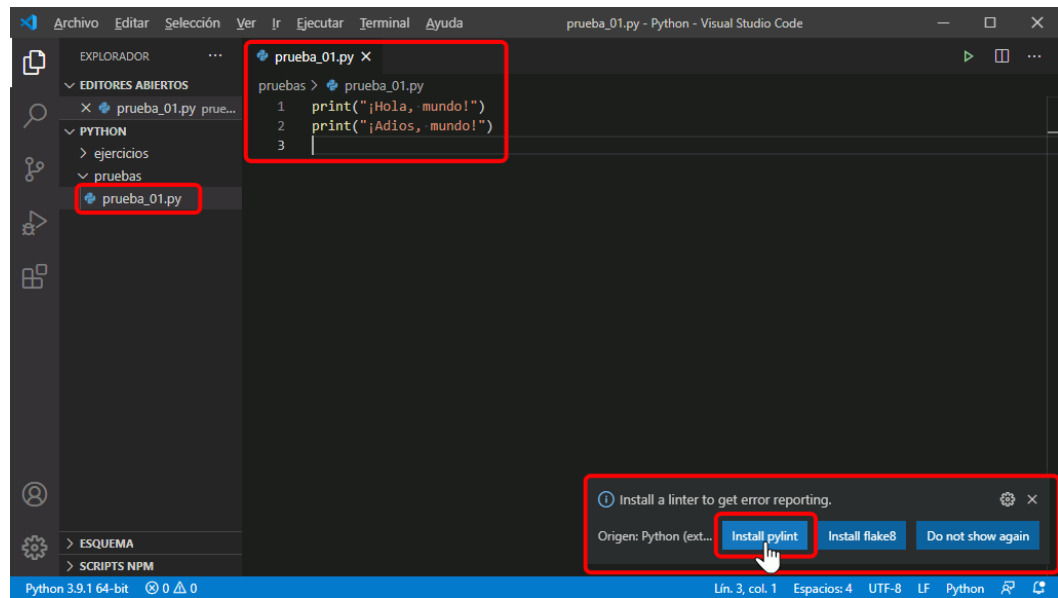 Archivo Editar Selección Ver Ir Ejecutar Terminal Ayuda prueba_01.py - Python - Visual Studio Code
EXPLORADOR ...
EDITORES ABIERTOS
prueba_01.py prue...
PYTHON
ejercicios
pruebas
prueba_01.py
ESQUEMA
SCRIPTS NPM
prueba_01.py
pruebas > prueba_01.py
1 print("¡Hola, mundo!")
2 print("¡Adios, mundo!")
3
Install a linter to get error reporting.
Origen: Python (ext... Install pylint Install flake8 Do not show again
Python 3.9.1 64-bit 0 0 Lín. 3, col. 1 Espacios: 4 UTF-8 LF Python